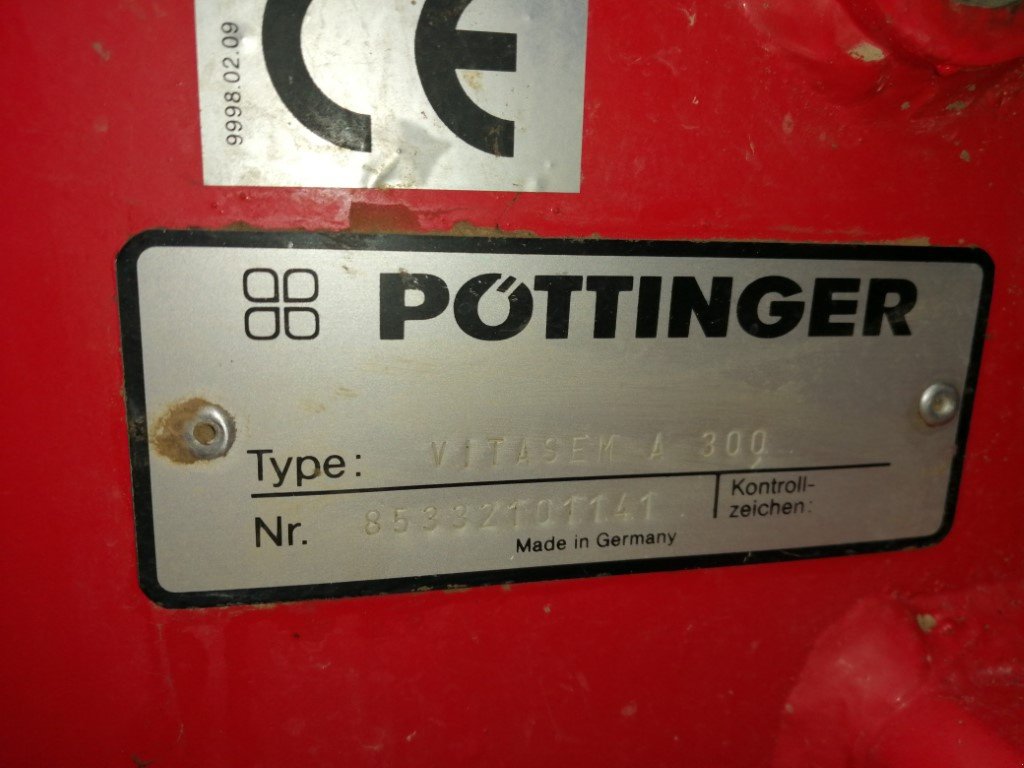 9998.02.09
CE
PÖTTINGER
Type: VITASEM A 300
Nr. 85332101141
Kontroll-
zeichen:
Made in Germany